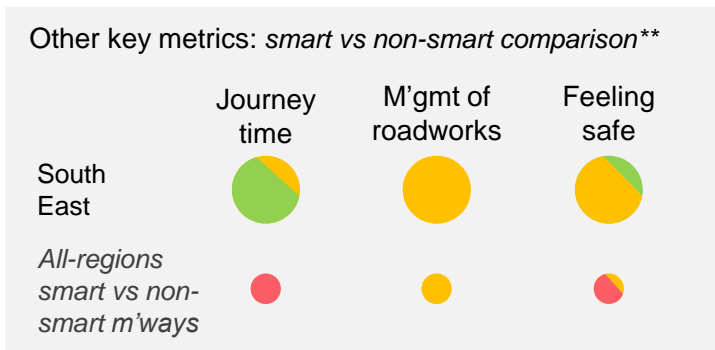 Other key metrics: smart vs non-smart comparison**
Journey
time
M'gmt of
roadworks
Feeling
safe
South
East
All-regions
smart vs non-
smart m'ways